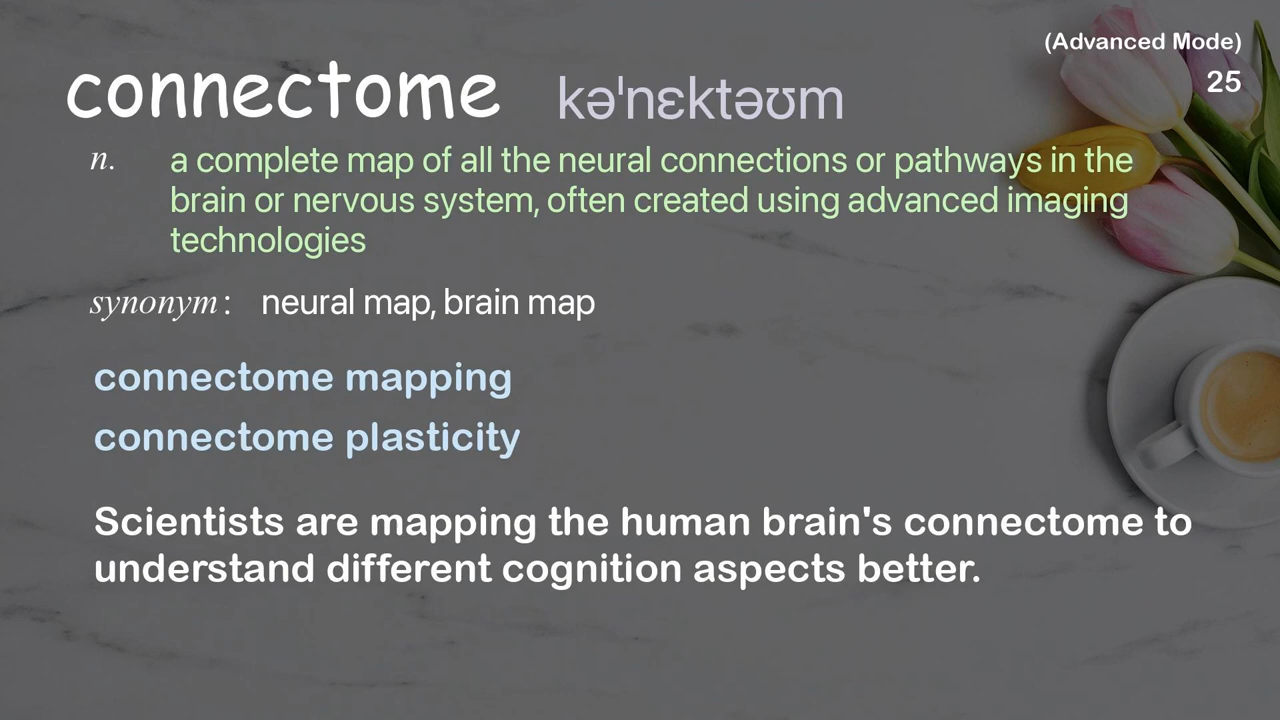 (Advanced Mode)
25
connectome kəˈnɛktəʊm
n. a complete map of all the neural connections or pathways in the
brain or nervous system, often created using advanced imaging
technologies
synonym: neural map, brain map
connectome mapping
connectome plasticity
Scientists are mapping the human brain's connectome to
understand different cognition aspects better.